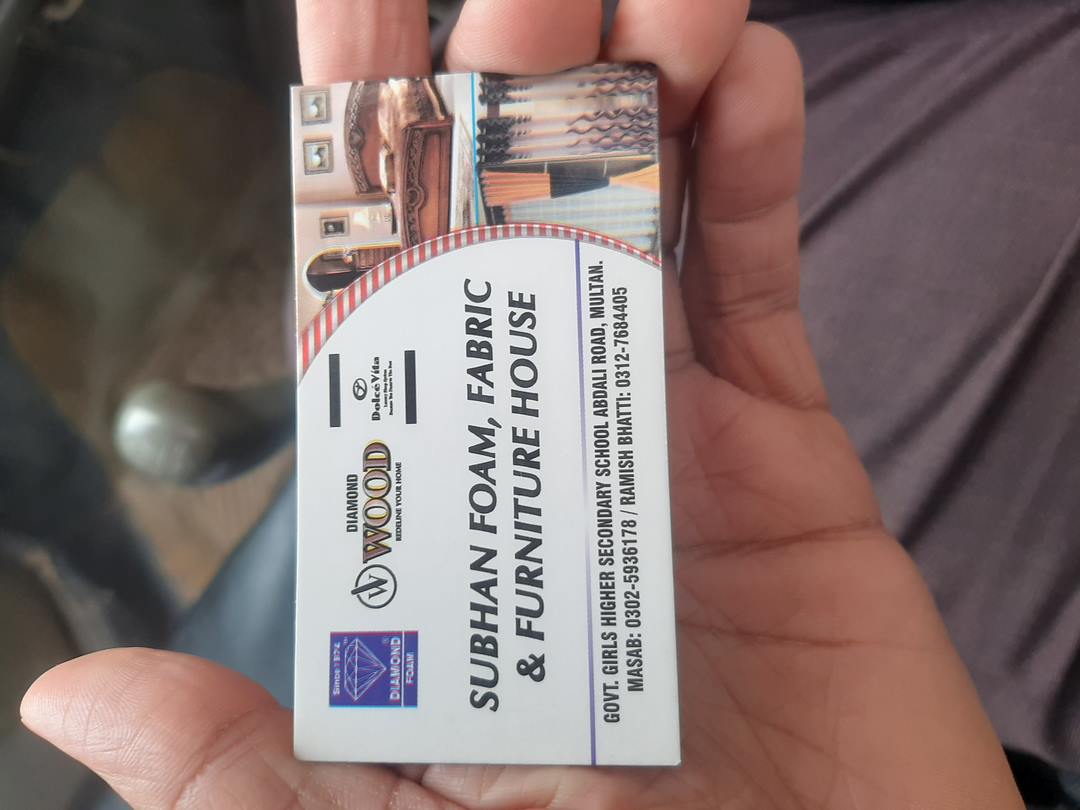 Since 1974
DIAMOND
FOAM
DIAMOND
WOOD
REDEFINE YOUR HOME
Dolcé Vita
SUBHAN FOAM, FABRIC
& FURNITURE HOUSE
GOVT. GIRLS HIGHER SECONDARY SCHOOL ABDALI ROAD, MULTAN.
MASAB: 0302-5936178 / RAMISH BHATTI: 0312-7684405